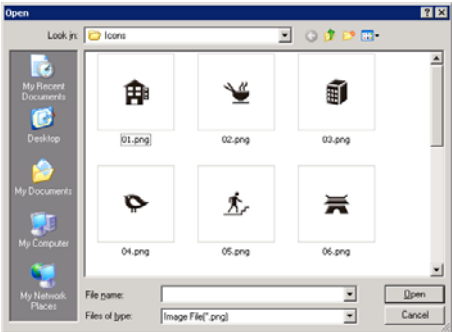 Open
Look in:
Icons
My Recent
Documents
Desktop
My Documents
My Computer
My Network
Places
01.png
02.png
03.png
04.png
05.png
06.png
File name:
Open
Files of type:
Image File(*.png)
Cancel